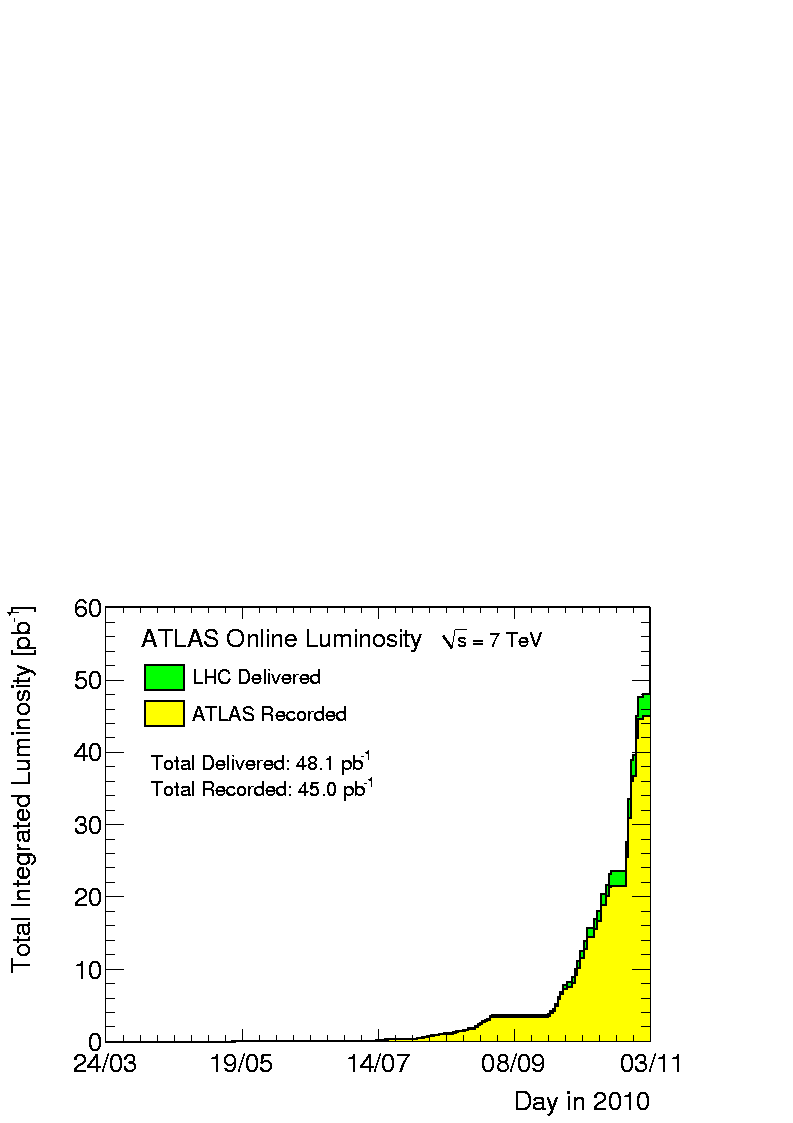 Total Integrated Luminosity [pb⁻¹]
60
50
40
30
20
10
0
ATLAS Online Luminosity √s = 7 TeV
LHC Delivered
ATLAS Recorded
Total Delivered: 48.1 pb⁻¹
Total Recorded: 45.0 pb⁻¹
24/03 19/05 14/07 08/09 03/11
Day in 2010